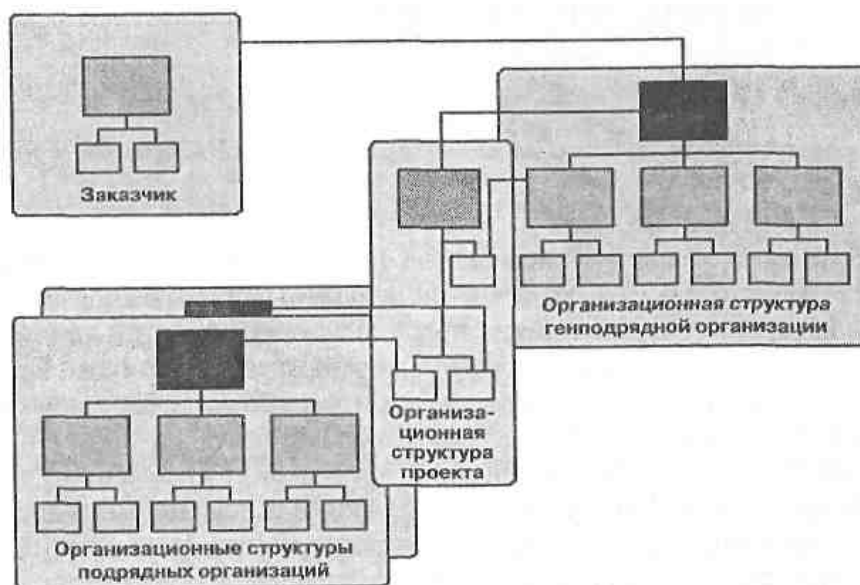 Заказчик
Организационная структура
генподрядной организации
Организа-
ционная
структура
проекта
Организационные структуры
подрядных организаций